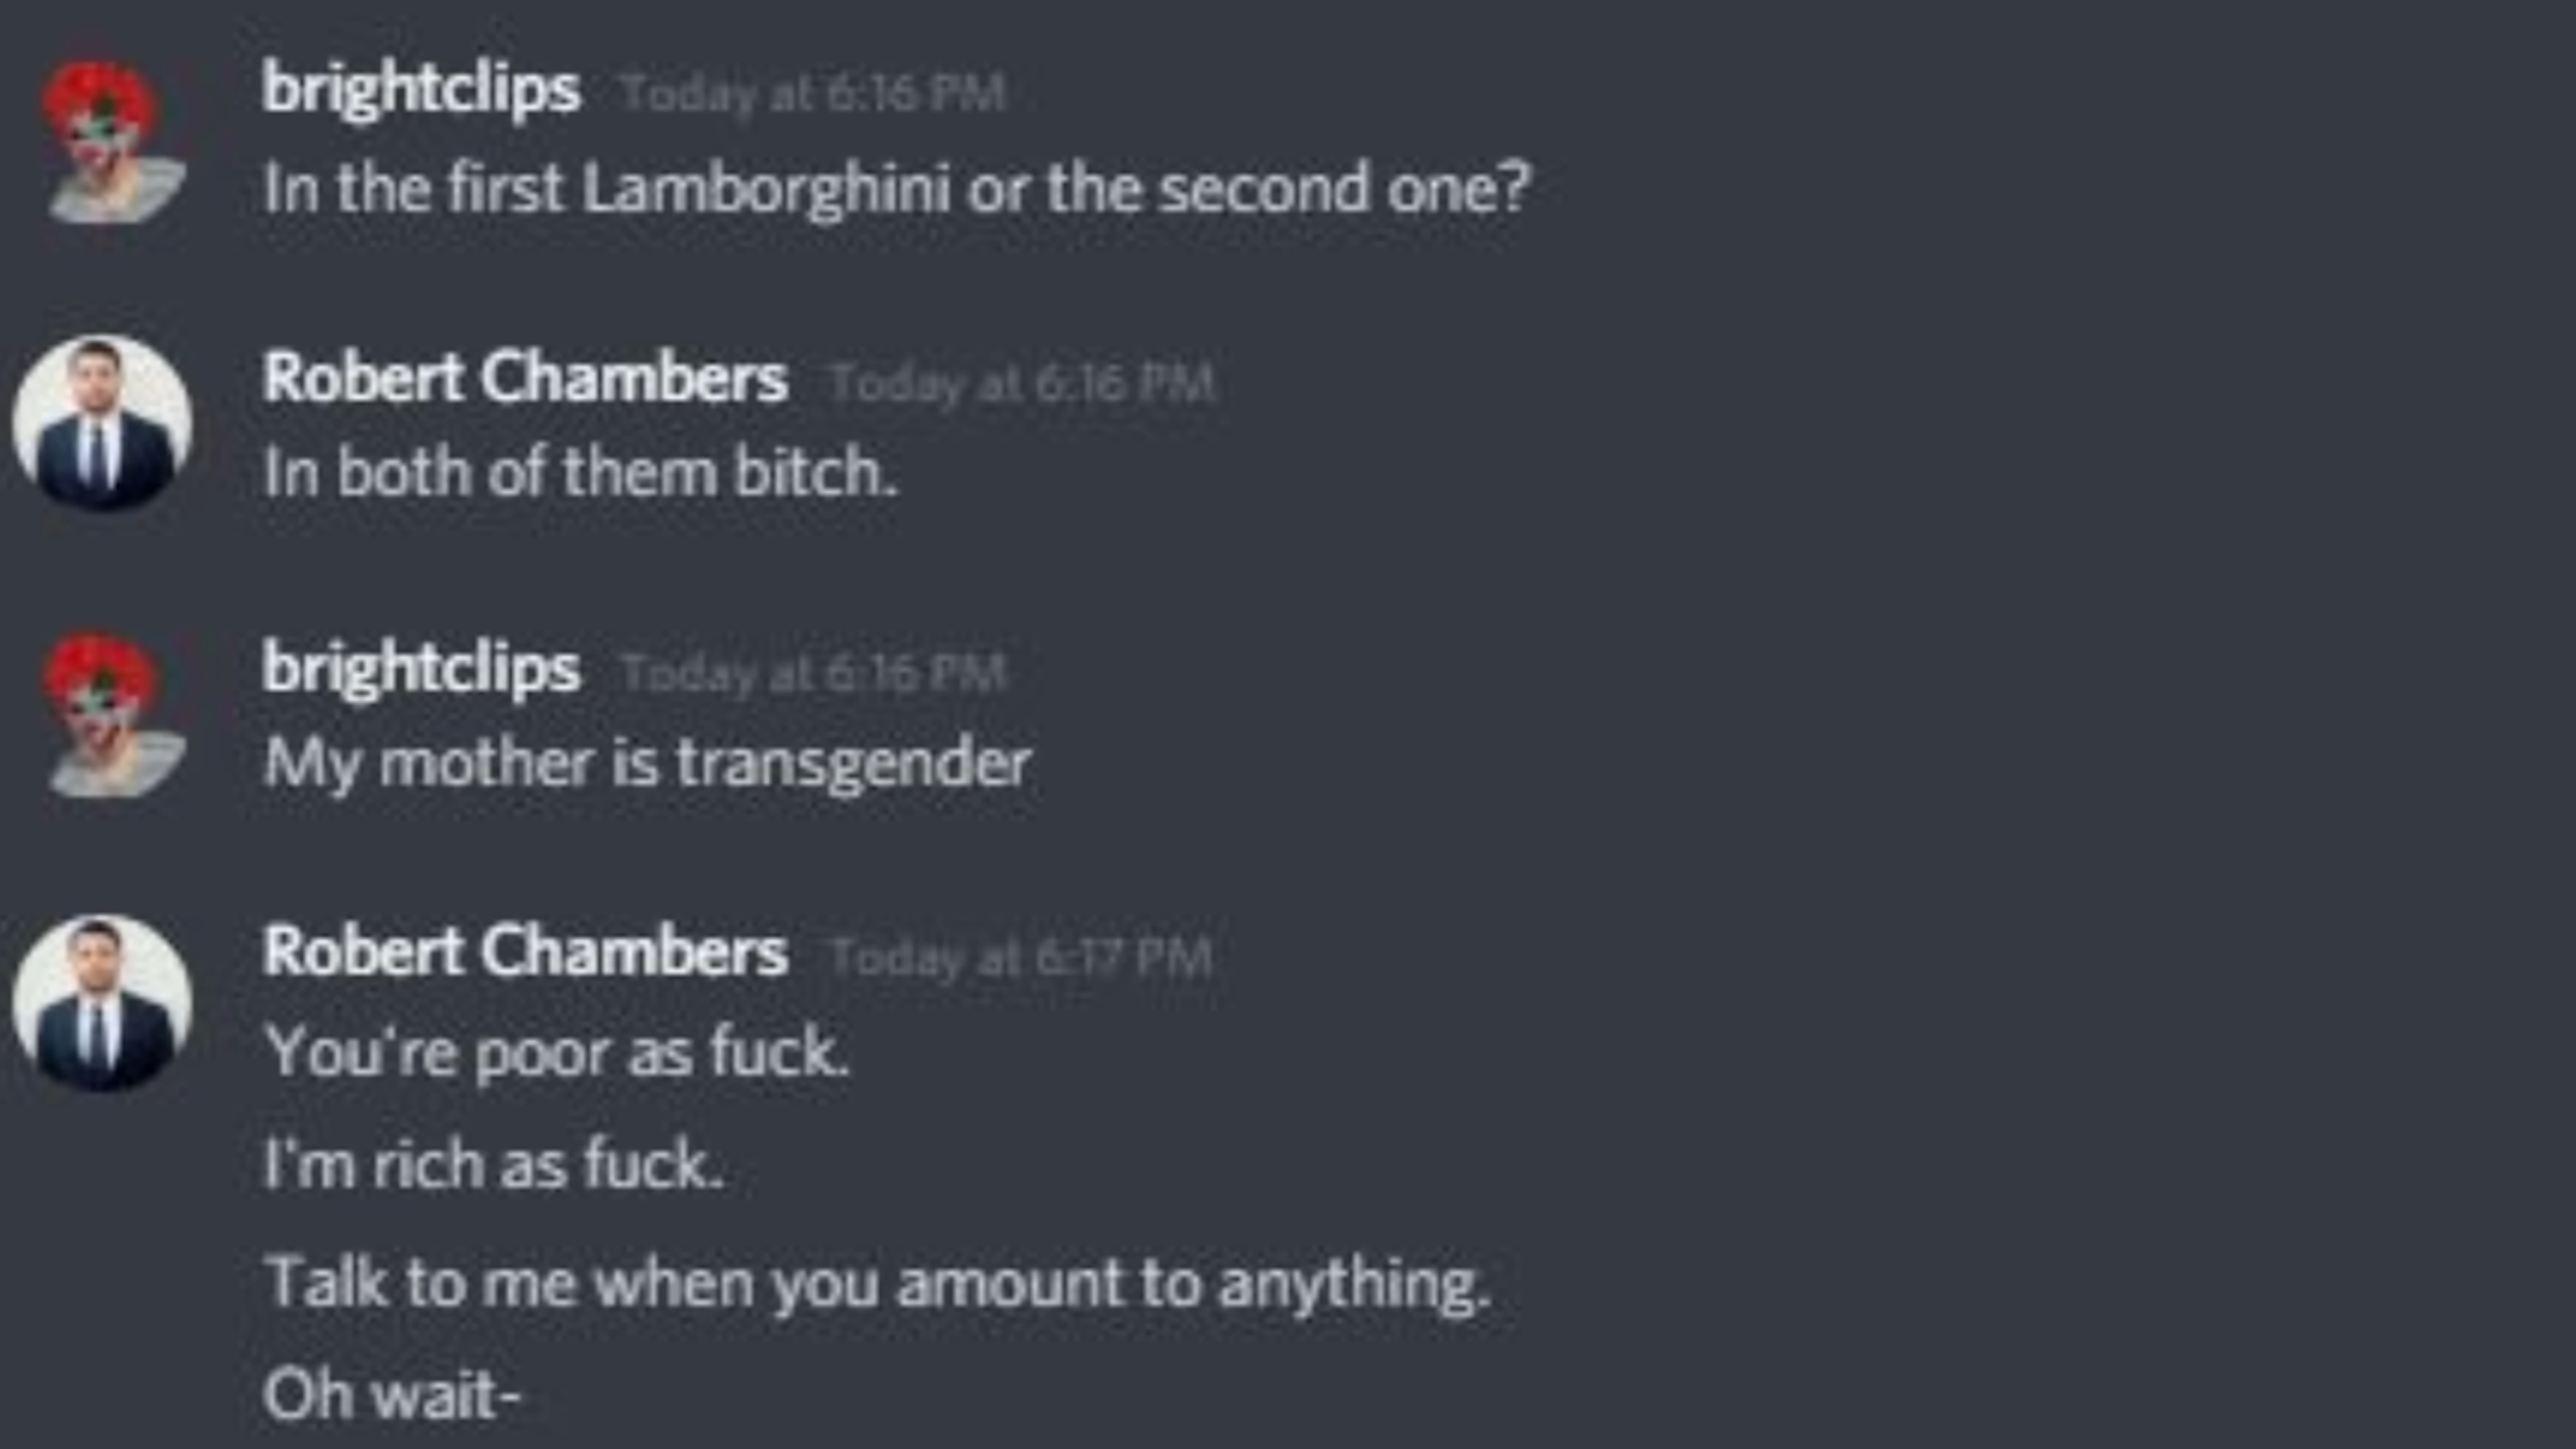 brightclips Today at 6:16 PM
In the first Lamborghini or the second one?
Robert Chambers Today at 6:16 PM
In both of them bitch.
brightclips Today at 6:16 PM
My mother is transgender
Robert Chambers Today at 6:17 PM
You're poor as fuck.
I'm rich as fuck.
Talk to me when you amount to anything.
Oh wait-